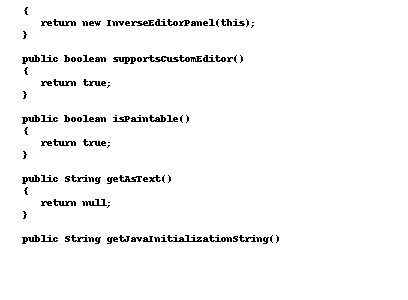 {
   return new InverseEditorPanel(this);
}
public boolean supportsCustomEditor()
{
   return true;
}
public boolean isPaintable()
{
   return true;
}
public String getAsText()
{
   return null;
}
public String getJavaInitializationString()